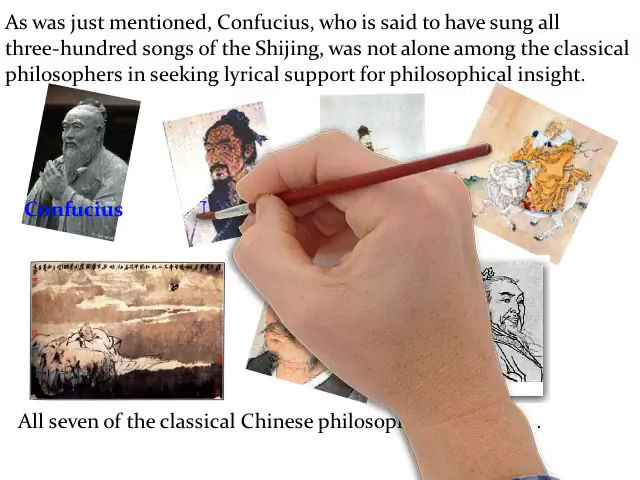 As was just mentioned, Confucius, who is said to have sung all
three-hundred songs of the Shijing, was not alone among the classical
philosophers in seeking lyrical support for philosophical insight.
Confucius
All seven of the classical Chinese .